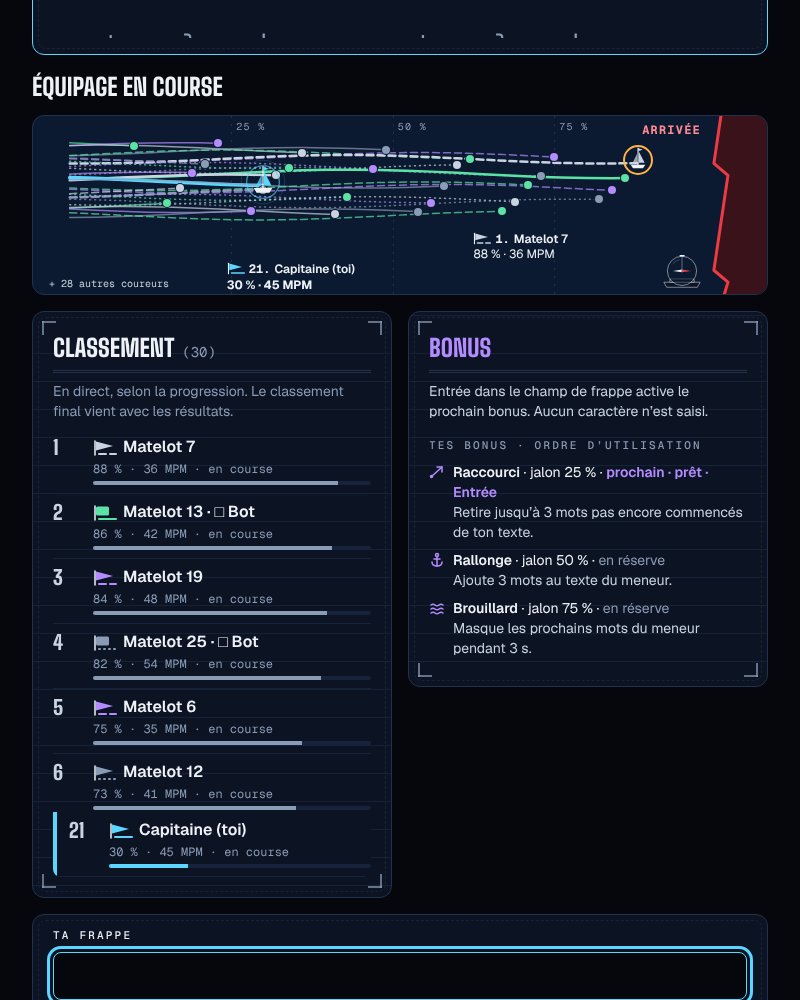 ÉQUIPAGE EN COURSE
25 %
50 %
75 %
ARRIVÉE
1. Matelot 7
88 % · 36 MPM
21. Capitaine (toi)
30 % · 45 MPM
+ 28 autres coureurs
CLASSEMENT (30)
En direct, selon la progression. Le classement
final vient avec les résultats.
1 Matelot 7
88 % · 36 MPM · en course
2 Matelot 13 · □ Bot
86 % · 42 MPM · en course
3 Matelot 19
84 % · 48 MPM · en course
4 Matelot 25 · □ Bot
82 % · 54 MPM · en course
5 Matelot 6
75 % · 35 MPM · en course
6 Matelot 12
73 % · 41 MPM · en course
21 Capitaine (toi)
30 % · 45 MPM · en course
BONUS
Entrée dans le champ de frappe active le
prochain bonus. Aucun caractère n’est saisi.
TES BONUS · ORDRE D'UTILISATION
Raccourci · jalon 25 % · prochain · prêt ·
Entrée
Retire jusqu’à 3 mots pas encore commencés
de ton texte.
Rallonge · jalon 50 % · en réserve
Ajoute 3 mots au texte du meneur.
Brouillard · jalon 75 % · en réserve
Masque les prochains mots du meneur
pendant 3 s.
TA FRAPPE